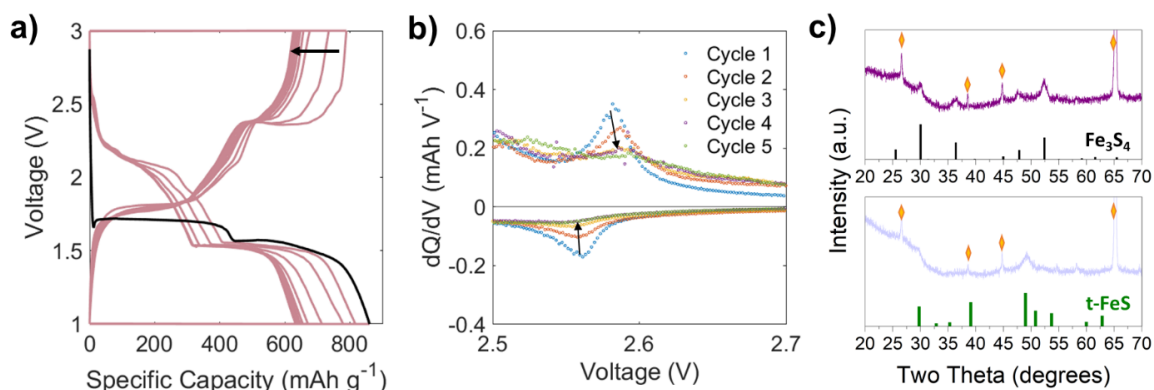 a)
3
2.5
2
1.5
1
0 200 400 600 800
Voltage (V)
Specific Capacity (mAh g⁻¹)
b)
0.6
0.4
0.2
0
-0.2
-0.4
2.5 2.6 2.7
dQ/dV (mAh V⁻¹)
Voltage (V)
Cycle 1
Cycle 2
Cycle 3
Cycle 4
Cycle 5
c)
Fe₃S₄
20 25 30 35 40 45 50 55 60 65 70
t-FeS
20 25 30 35 40 45 50 55 60 65 70
Intensity (a.u.)
Two Theta (degrees)